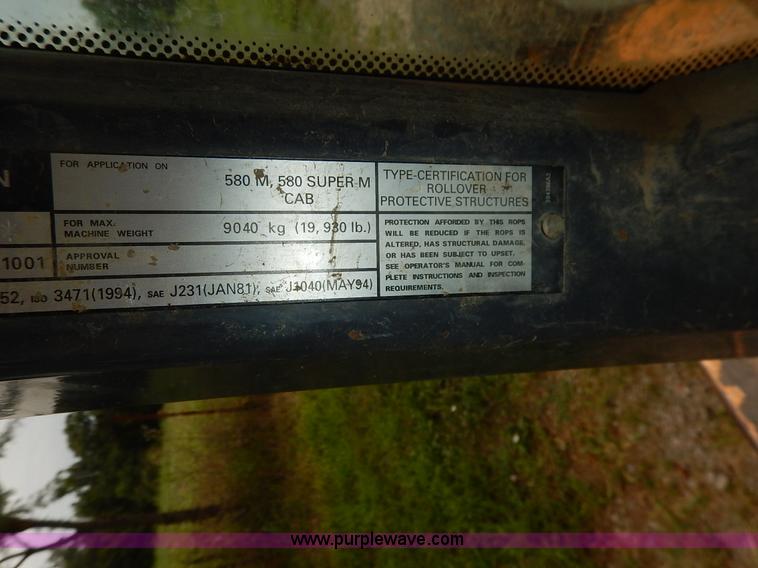 N
FOR APPLICATION ON
580 M, 580 SUPER M
CAB
FOR MAX.
MACHINE WEIGHT
9040 kg (19, 930 lb.)
1001
APPROVAL
NUMBER
52, ISO 3471(1994), SAE J231(JAN81), SAE J1040(MAY94)
TYPE-CERTIFICATION FOR
ROLLOVER
PROTECTIVE STRUCTURES
PROTECTION AFFORDED BY THIS ROPS
WILL BE REDUCED IF THE ROPS IS
ALTERED, HAS STRUCTURAL DAMAGE,
OR HAS BEEN SUBJECT TO UPSET.
SEE OPERATOR'S MANUAL FOR COM-
PLETE INSTRUCTIONS AND INSPECTION
REQUIREMENTS.
www.purplewave.com